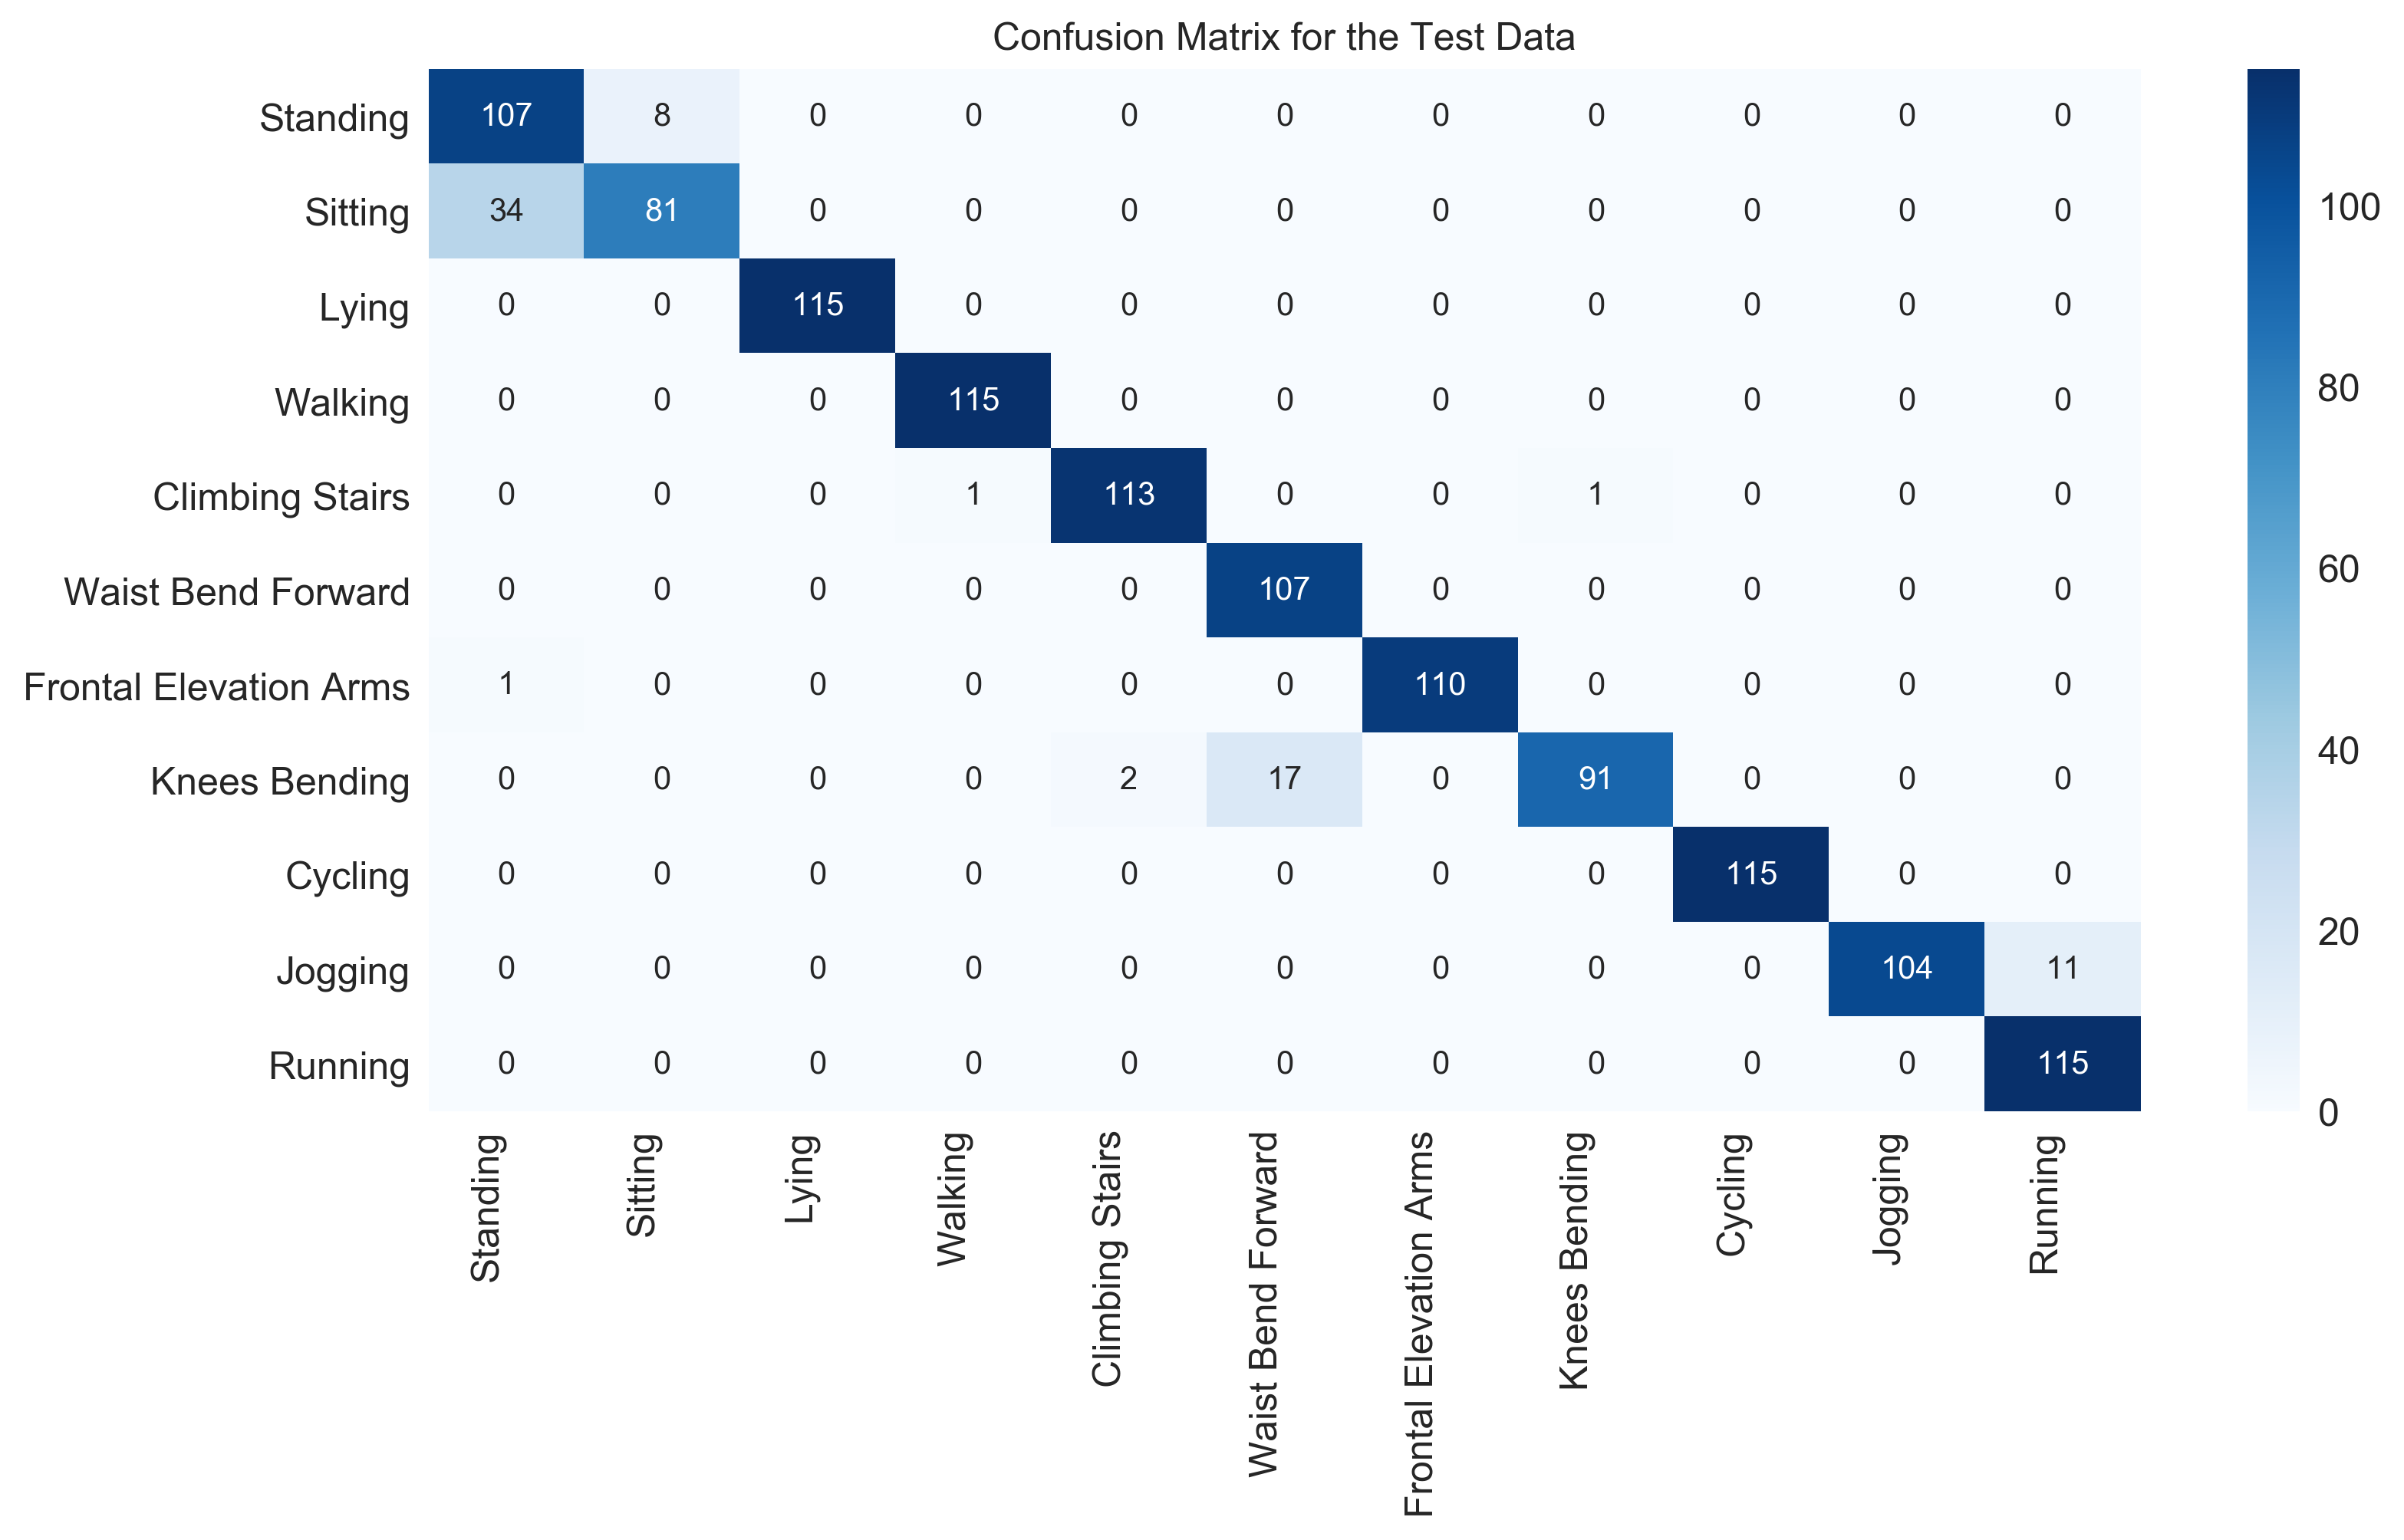 Confusion Matrix for the Test Data
Standing 107 8 0 0 0 0 0 0 0 0 0
Sitting 34 81 0 0 0 0 0 0 0 0 0
Lying 0 0 115 0 0 0 0 0 0 0 0
Walking 0 0 0 115 0 0 0 0 0 0 0
Climbing Stairs 0 0 0 1 113 0 0 1 0 0 0
Waist Bend Forward 0 0 0 0 0 107 0 0 0 0 0
Frontal Elevation Arms 1 0 0 0 0 0 110 0 0 0 0
Knees Bending 0 0 0 0 2 17 0 91 0 0 0
Cycling 0 0 0 0 0 0 0 0 115 0 0
Jogging 0 0 0 0 0 0 0 0 0 104 11
Running 0 0 0 0 0 0 0 0 0 0 115
Standing
Sitting
Lying
Walking
Climbing Stairs
Waist Bend Forward
Frontal Elevation Arms
Knees Bending
Cycling
Jogging
Running
100
80
60
40
20
0